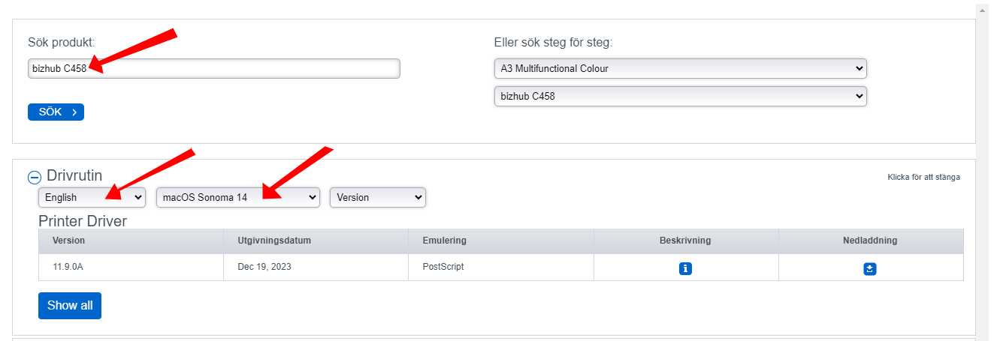 Sök produkt:
bizhub C458
SÖK >
Eller sök steg för steg:
A3 Multifunctional Colour
bizhub C458
Drivrutin
Klicka för att stänga
English macOS Sonoma 14 Version
Printer Driver
Version Utgivningsdatum Emulering Beskrivning Nedladdning
11.9.0A Dec 19, 2023 PostScript
Show all